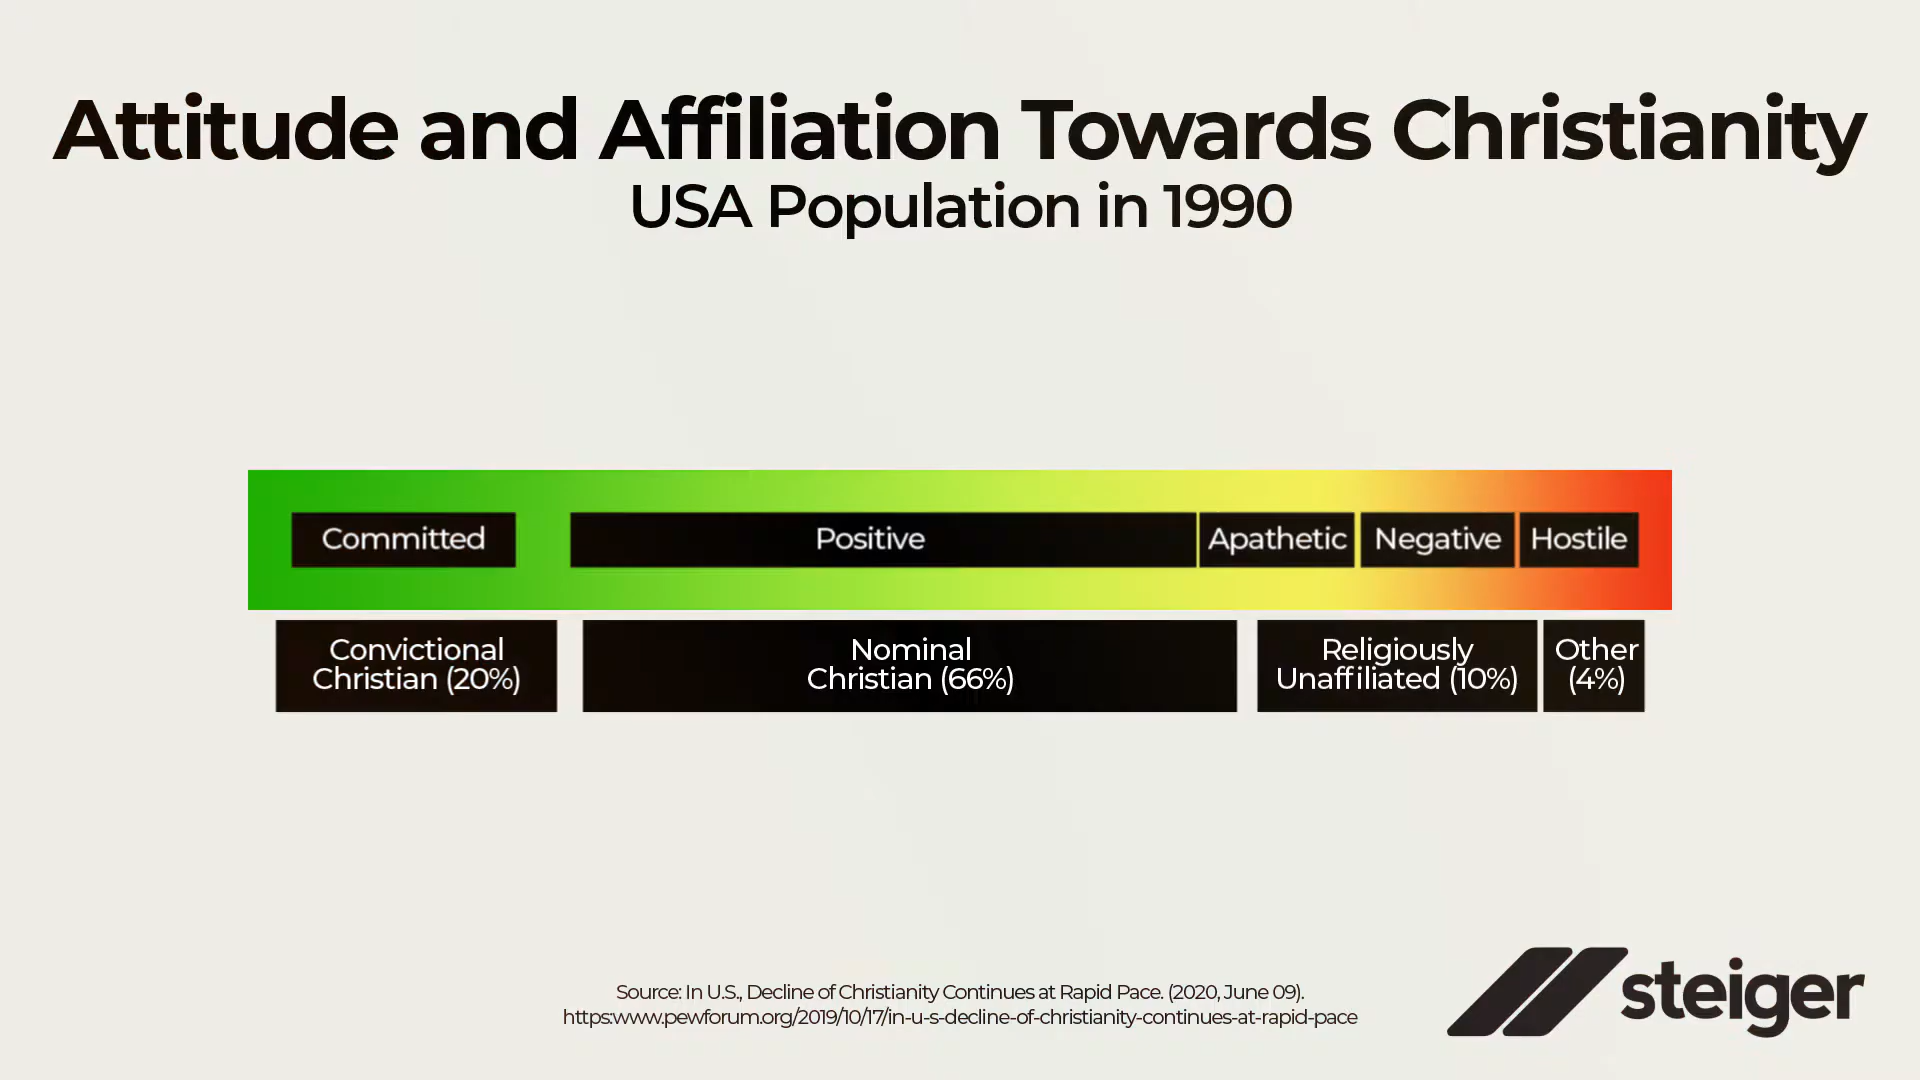 Attitude and Affiliation Towards Christianity
USA Population in 1990
Committed
Positive
Apathetic
Negative
Hostile
Convictional
Christian (20%)
Nominal
Christian (66%)
Religiously
Unaffiliated (10%)
Other
(4%)
Source: In U.S., Decline of Christianity Continues at Rapid Pace. (2020, June 09).
https:www.pewforum.org/2019/10/17/in-u-s-decline-of-christianity-continues-at-rapid-pace
steiger